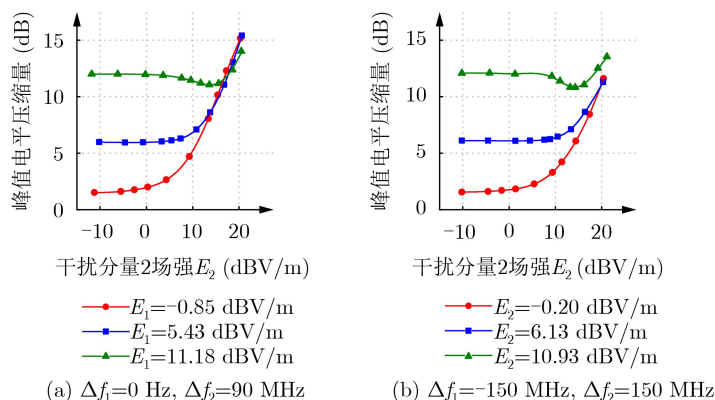 峰值电平压缩量 (dB)
15
10
5
0
−10 0 10 20
干扰分量2场强E₂ (dBV/m)
E₁=−0.85 dBV/m
E₁=5.43 dBV/m
E₁=11.18 dBV/m
(a) Δf₁=0 Hz, Δf₂=90 MHz
峰值电平压缩量 (dB)
15
10
5
0
−10 0 10 20
干扰分量2场强E₂ (dBV/m)
E₂=−0.20 dBV/m
E₂=6.13 dBV/m
E₂=10.93 dBV/m
(b) Δf₁=−150 MHz, Δf₂=150 MHz